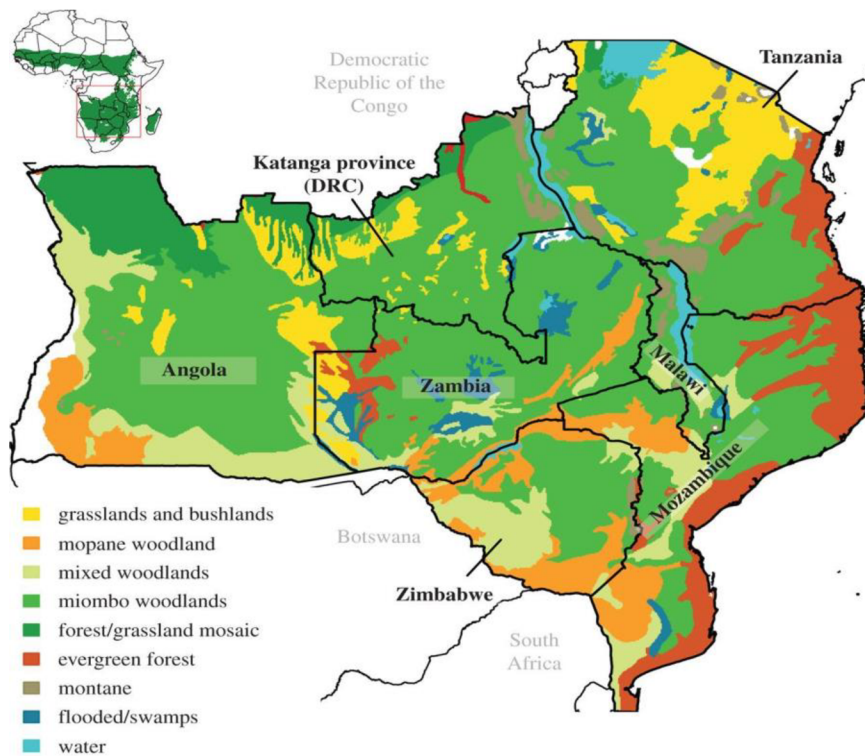 Democratic
Republic of the
Congo
Tanzania
Katanga province
(DRC)
Angola
Zambia
Malawi
Mozambique
Botswana
Zimbabwe
South
Africa
grasslands and bushlands
mopane woodland
mixed woodlands
miombo woodlands
forest/grassland mosaic
evergreen forest
montane
flooded/swamps
water